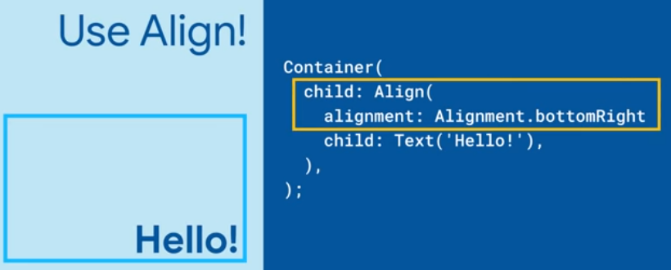 Use Align!
Hello!
Container(
  child: Align(
    alignment: Alignment.bottomRight
    child: Text('Hello!'),
  ),
);